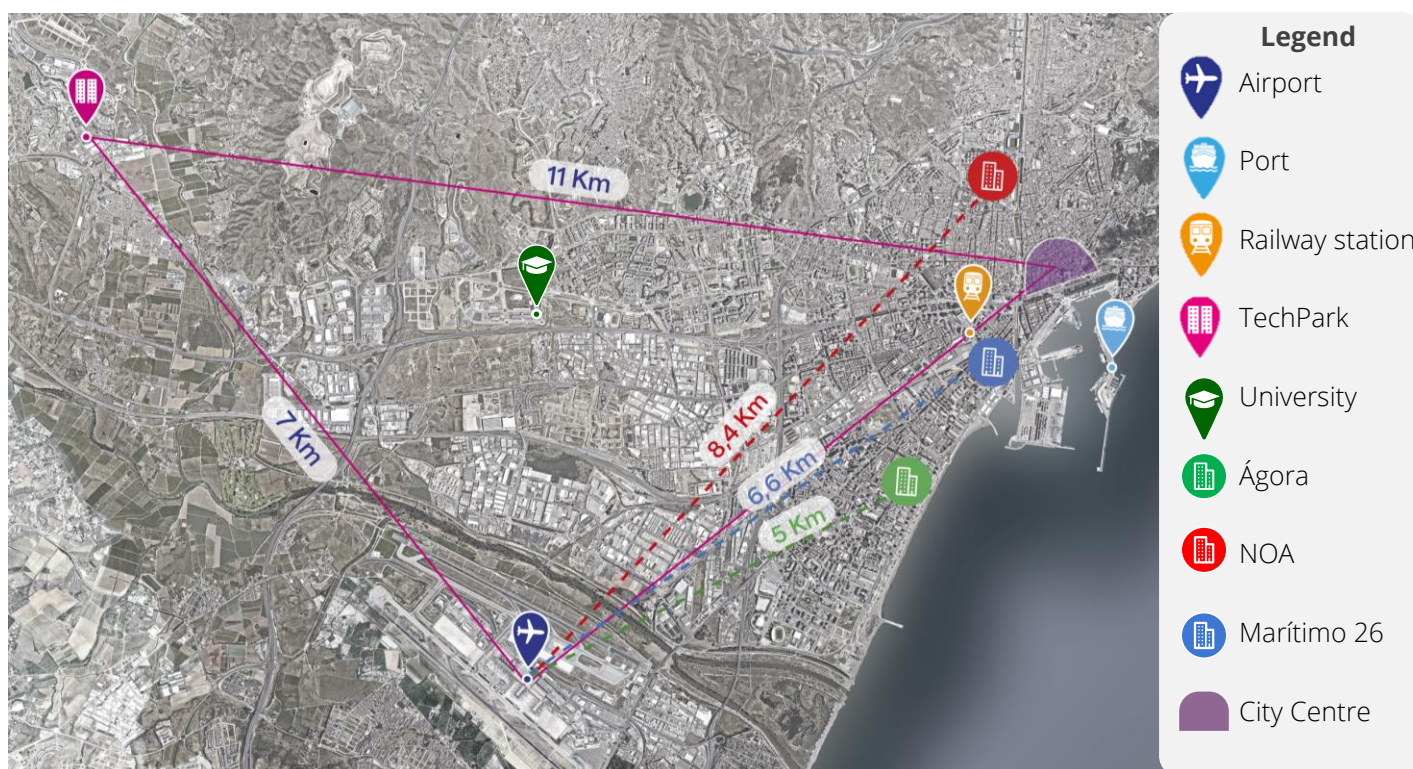 11 Km
7 Km
8,4 Km
6,6 Km
5 Km
Legend
Airport
Port
Railway station
TechPark
University
Ágora
NOA
Marítimo 26
City Centre